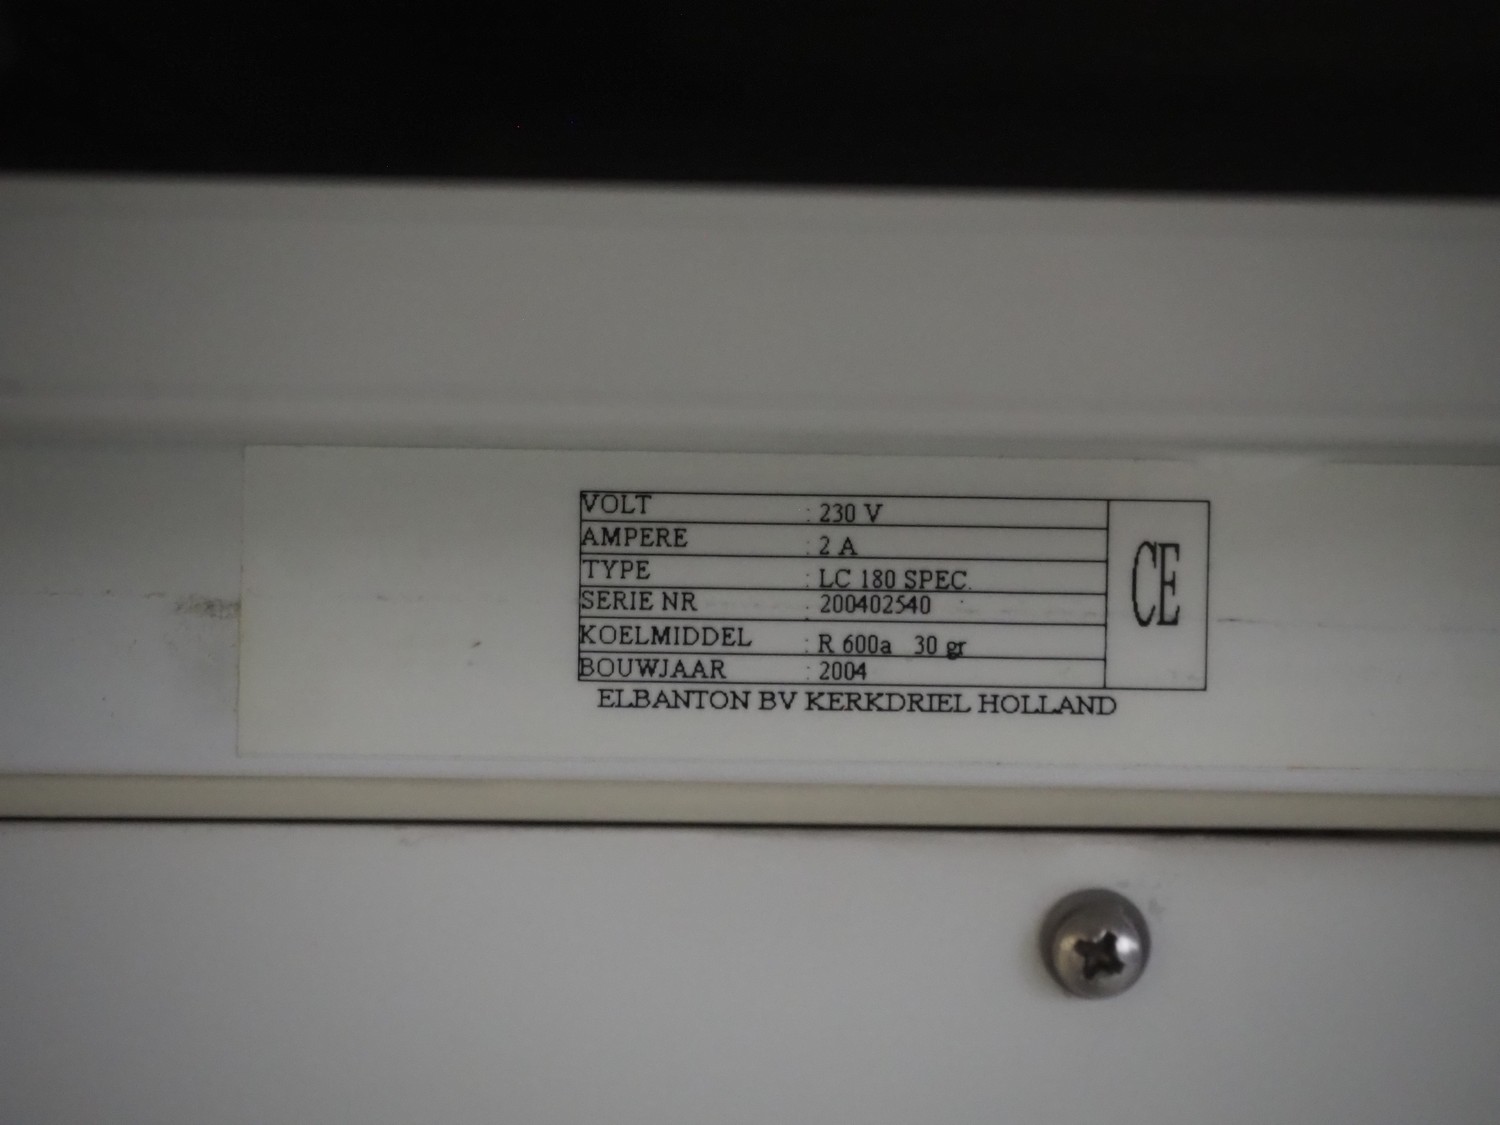 VOLT : 230 V
AMPERE : 2 A
TYPE : LC 180 SPEC.
SERIE NR : 200402540
KOELMIDDEL : R 600a 30 gr
BOUWJAAR : 2004
CE
ELBANTON BV KERKDRIEL HOLLAND